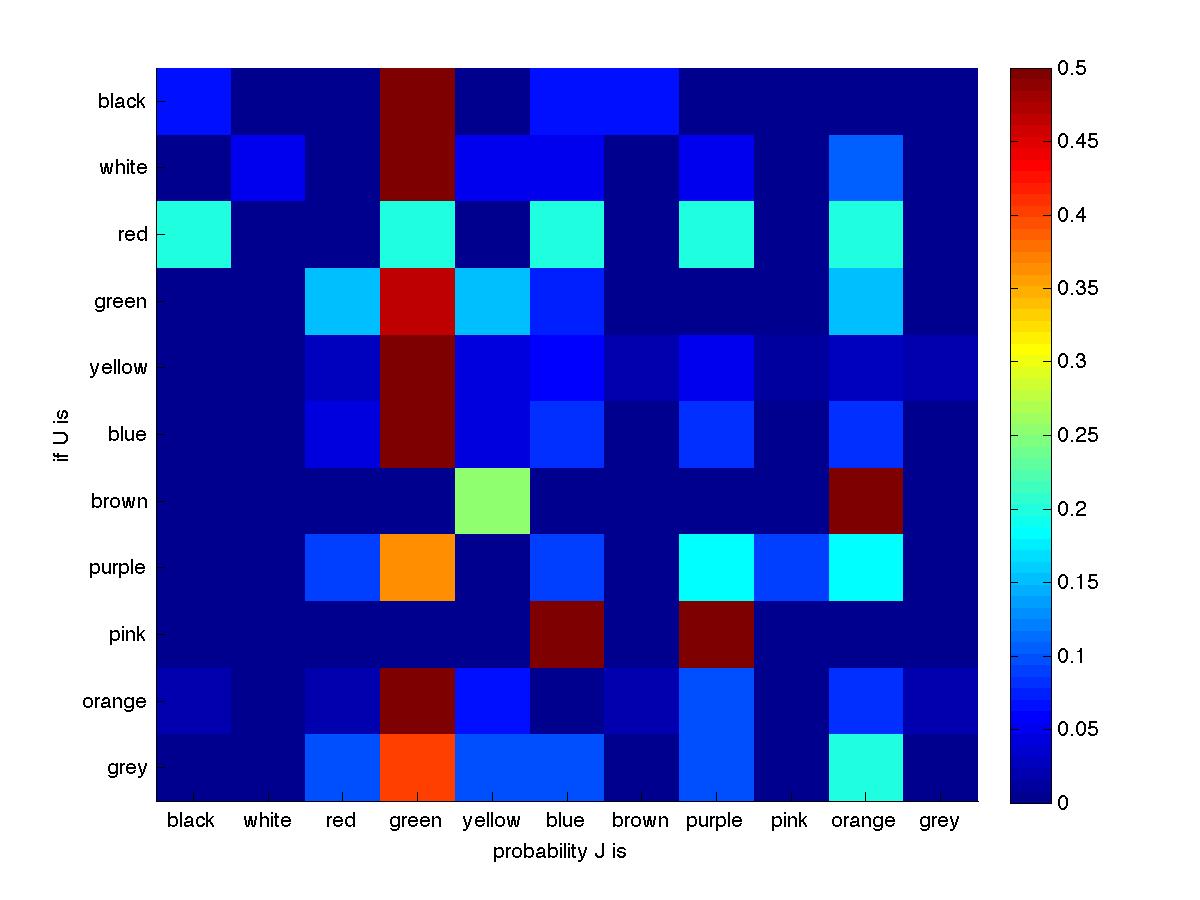 black
white
red
green
yellow
blue
brown
purple
pink
orange
grey
if U is
black white red green yellow blue brown purple pink orange grey
probability J is
0.5
0.45
0.4
0.35
0.3
0.25
0.2
0.15
0.1
0.05
0